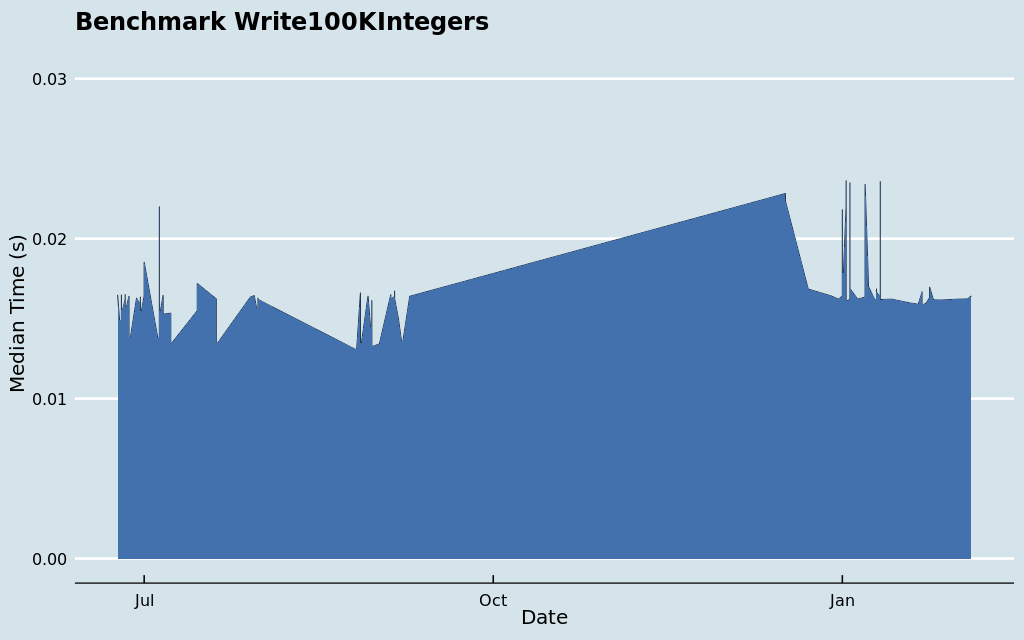 Benchmark Write100KIntegers
0.03
0.02
0.01
0.00
Median Time (s)
Jul
Oct
Jan
Date